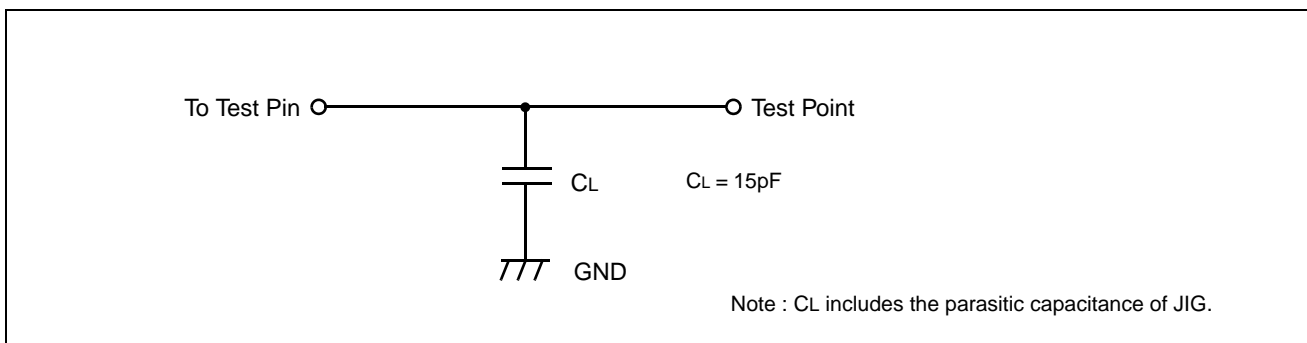 To Test Pin
Test Point
CL
CL = 15pF
GND
Note : CL includes the parasitic capacitance of JIG.